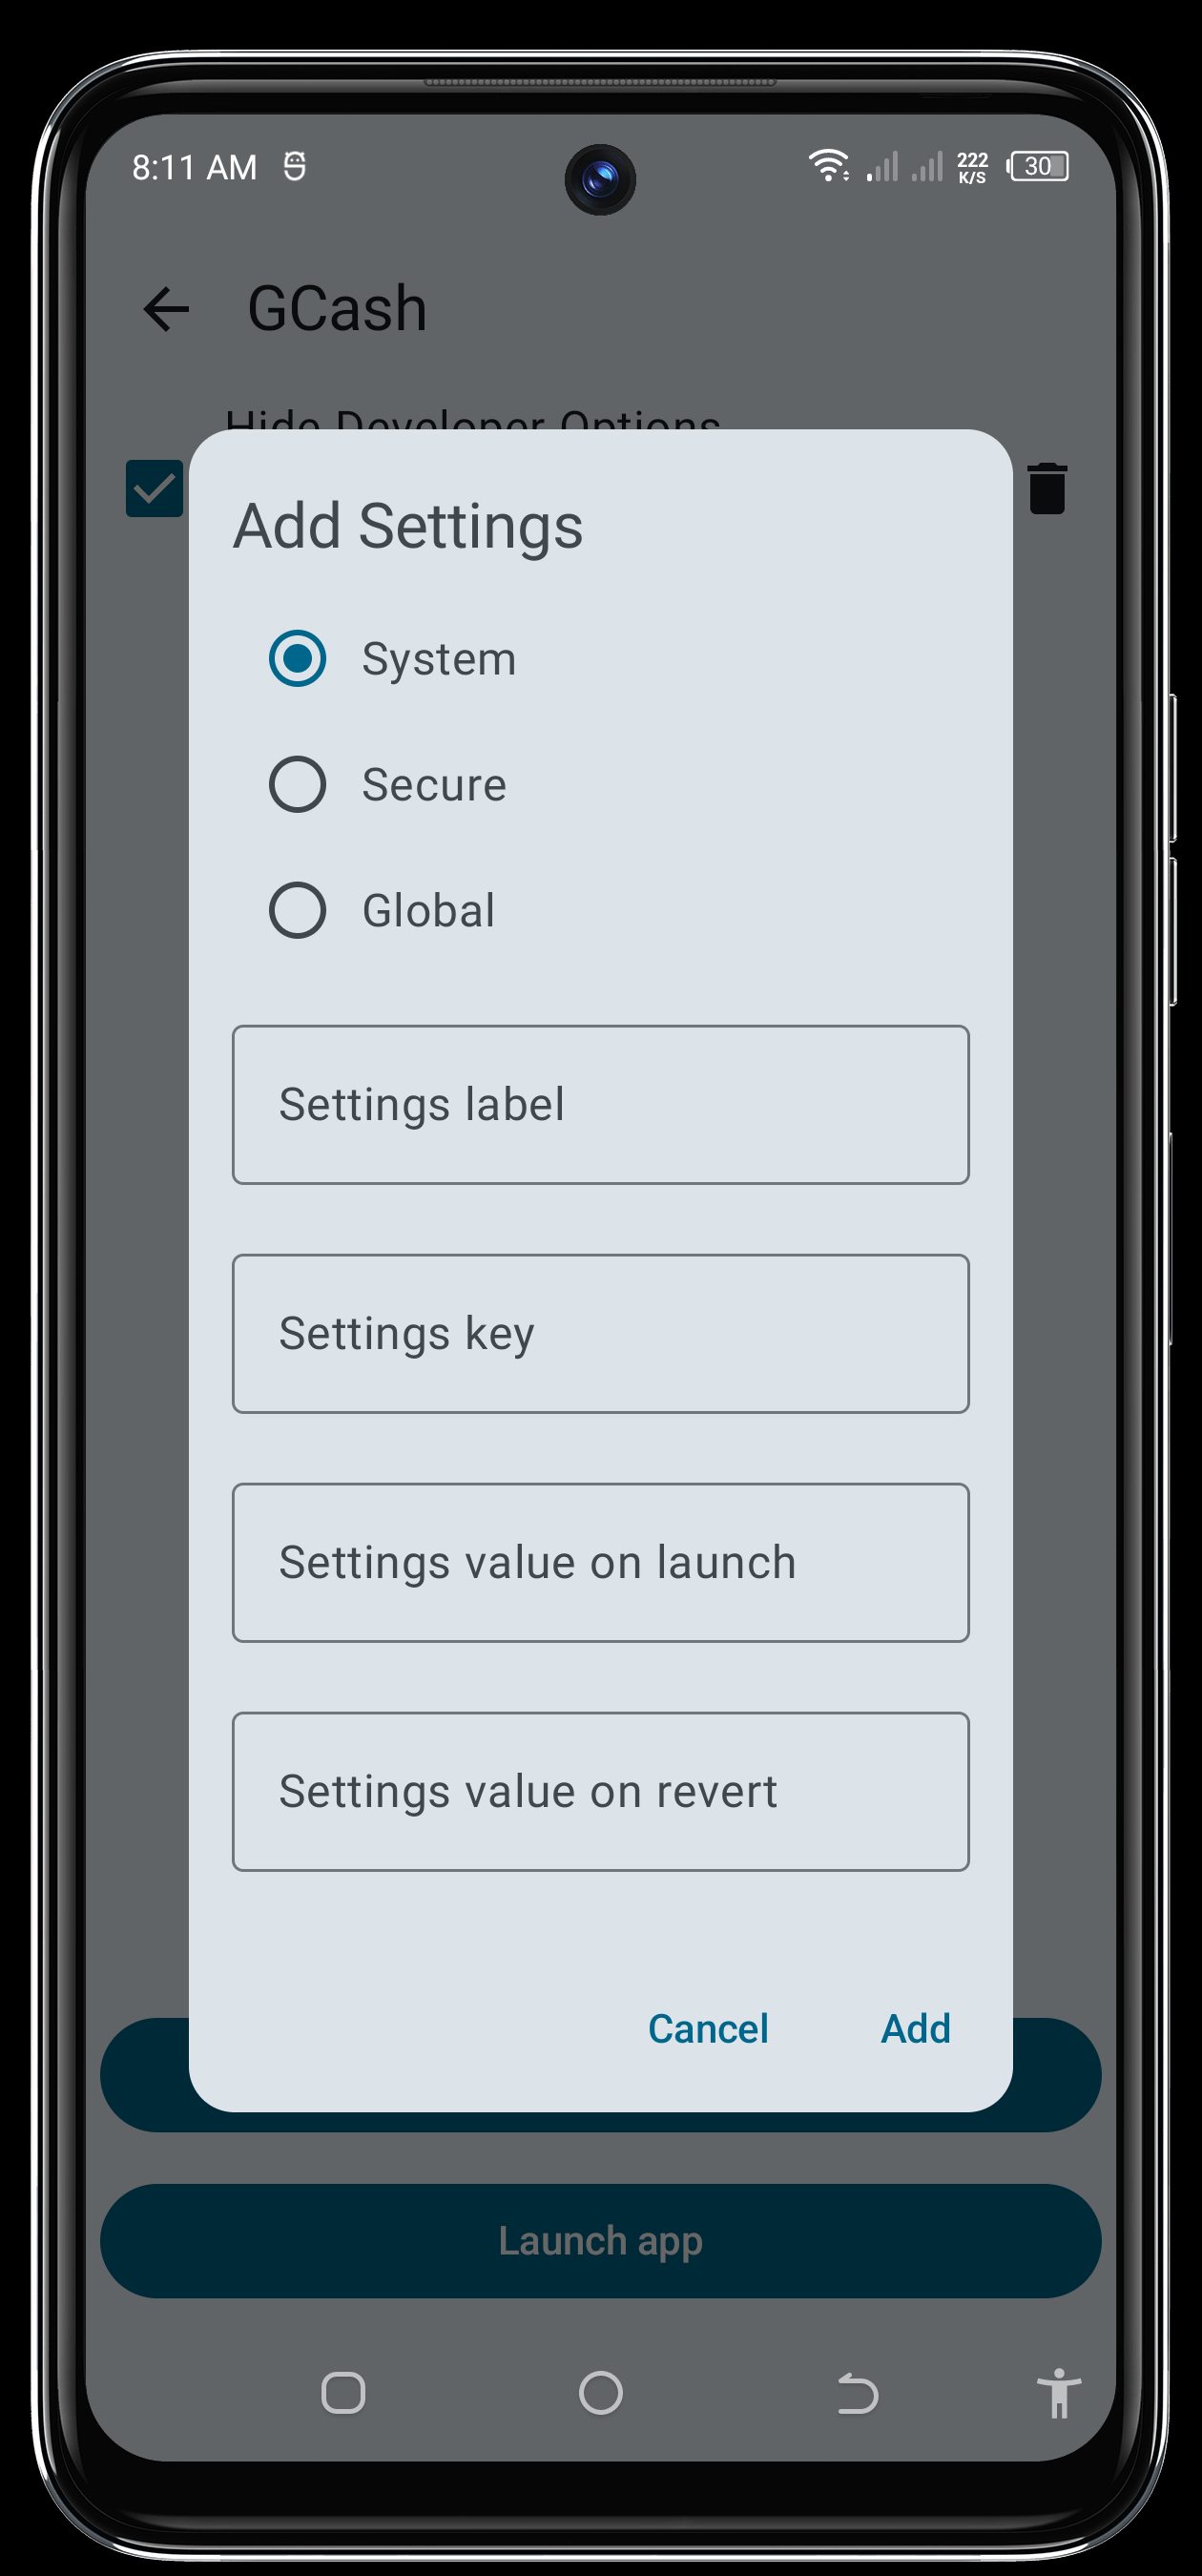 8:11 AM
222
K/S
30
GCash
Hide Developer Options
Add Settings
System
Secure
Global
Settings label
Settings key
Settings value on launch
Settings value on revert
Cancel
Add
Launch app